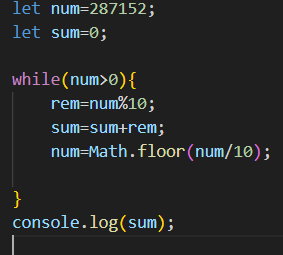 let num=287152;
let sum=0;
while(num>0){
    rem=num%10;
    sum=sum+rem;
    num=Math.floor(num/10);
}
console.log(sum);